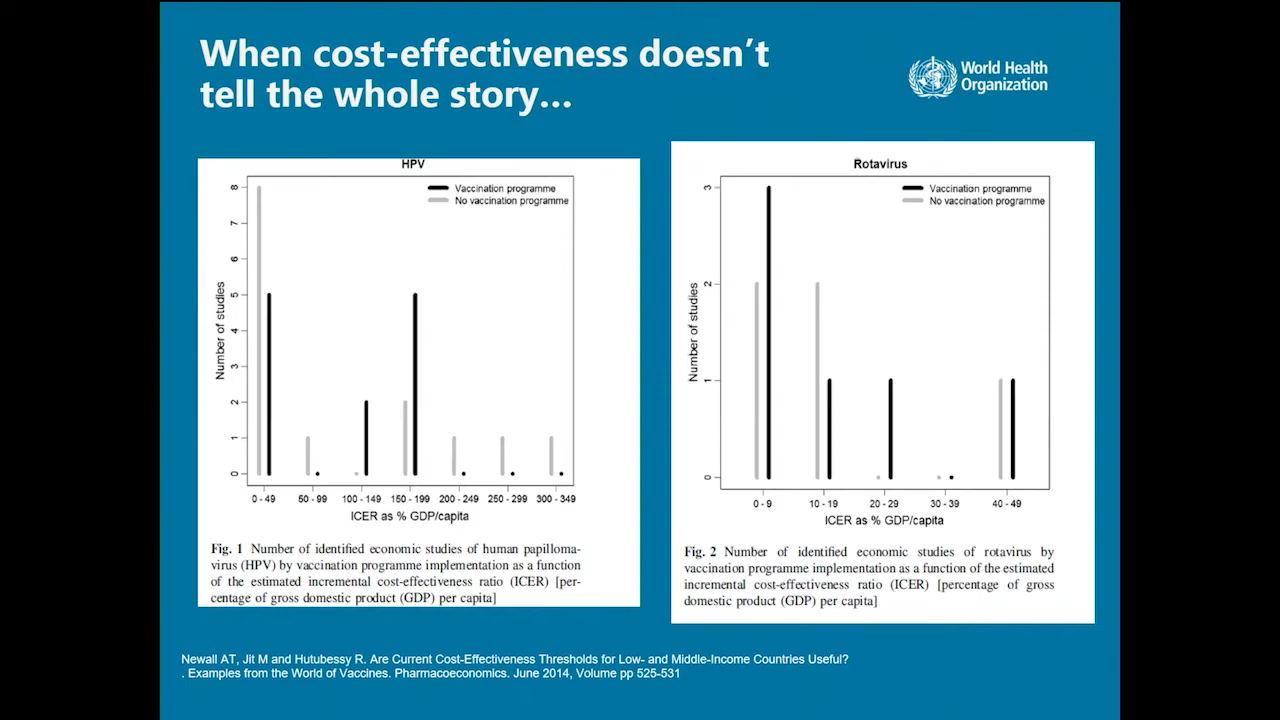 When cost-effectiveness doesn't
tell the whole story...
World Health
Organization
HPV
Vaccination programme
No vaccination programme
Number of studies
8
7
6
5
4
3
2
1
0
0 - 49
50 - 99
100 - 149
150 - 199
200 - 249
250 - 299
300 - 349
ICER as % GDP/capita
Fig. 1 Number of identified economic studies of human papilloma-
virus (HPV) by vaccination programme implementation as a function
of the estimated incremental cost-effectiveness ratio (ICER) [per-
centage of gross domestic product (GDP) per capita]
Rotavirus
Vaccination programme
No vaccination programme
Number of studies
3
2
1
0
0 - 9
10 - 19
20 - 29
30 - 39
40 - 49
ICER as % GDP/capita
Fig. 2 Number of identified economic studies of rotavirus by
vaccination programme implementation as a function of the estimated
incremental cost-effectiveness ratio (ICER) [percentage of gross
domestic product (GDP) per capita]
Newall AT, Jit M and Hutubessy R. Are Current Cost-Effectiveness Thresholds for Low- and Middle-Income Countries Useful?
. Examples from the World of Vaccines. Pharmacoeconomics. June 2014, Volume pp 525-531